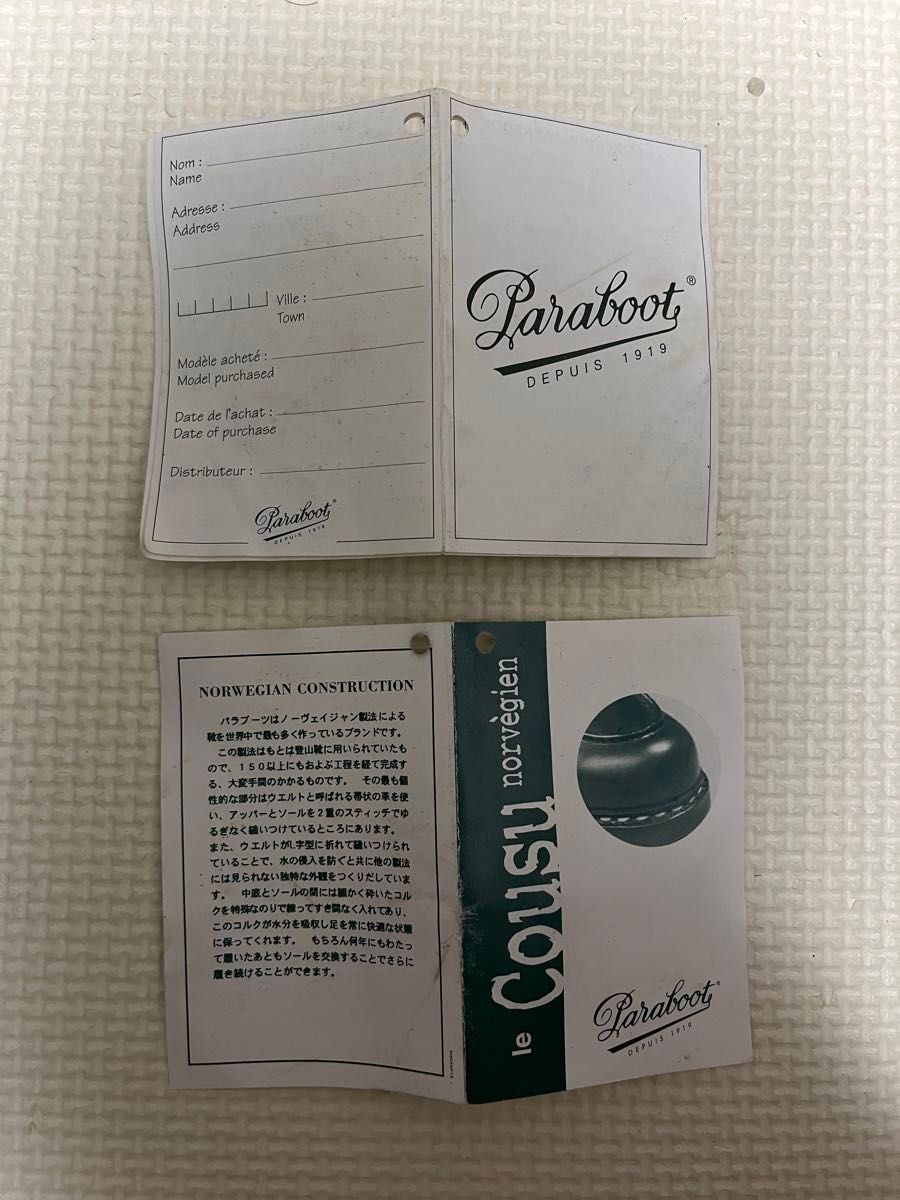 Nom :
Name
Adresse :
Address
Ville :
Town
Modèle acheté :
Model purchased
Date de l'achat :
Date of purchase
Distributeur :
Paraboot®
DEPUIS 1919
Paraboot®
DEPUIS 1919
NORWEGIAN CONSTRUCTION
パラブーツはノーヴェイジャン製法による
靴を世界中で最も多く作っているブランドです。
この製法はもとは登山靴に用いられていたも
ので、150以上にもおよぶ工程を経て完成す
る、大変手間のかかるものです。 その最も個
性的な部分はウエルトと呼ばれる帯状の革を使
い、アッパーとソールを2重のスティッチでゆ
るぎなく縫いつけているところにあります。
また、ウエルトがL字型に折れて縫いつけられ
ていることで、水の侵入を防ぐと共に他の製法
には見られない独特な外観をつくりだしていま
す。 中底とソールの間には細かく砕いたコル
クを特殊なのりで練ってすき間なく入れてあり、
このコルクが水分を吸収し足を常に快適な状態
に保ってくれます。 もちろん何年にもわたっ
て履いたあともソールを交換することでさらに
履き続けることができます。
le Cousu norvègien
Paraboot®
DEPUIS 1919